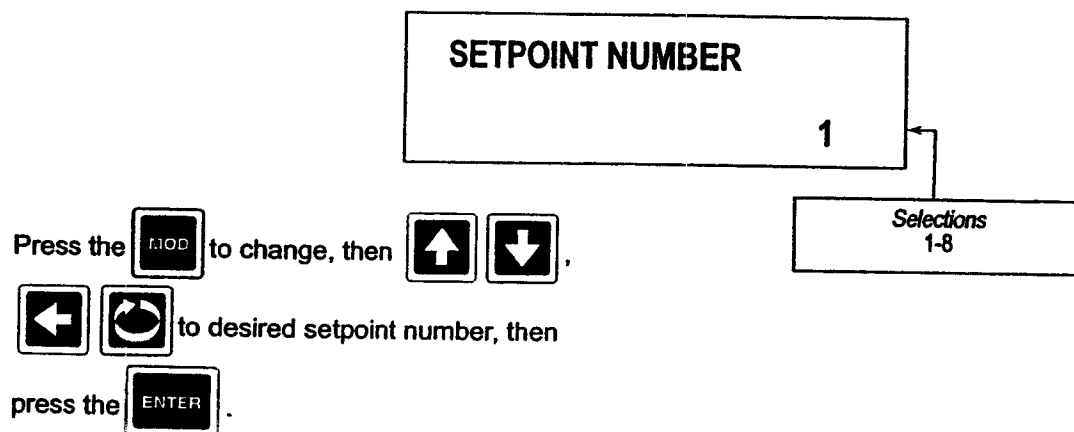 SETPOINT NUMBER
1
Selections
1-8
Press the MOD to change, then ,
to desired setpoint number, then
press the ENTER .